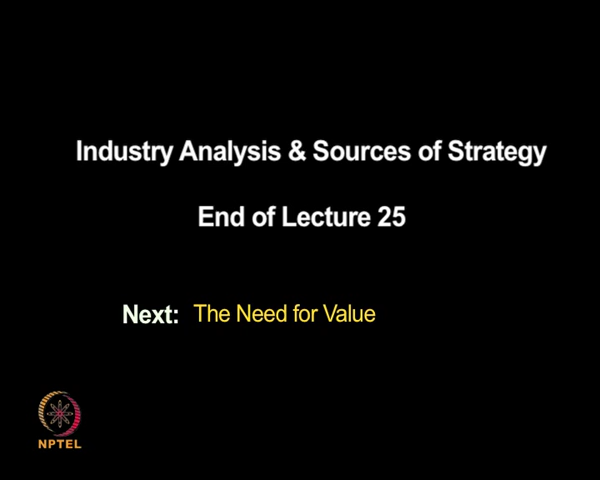 Industry Analysis & Sources of Strategy
End of Lecture 25
Next: The Need for Value
NPTEL